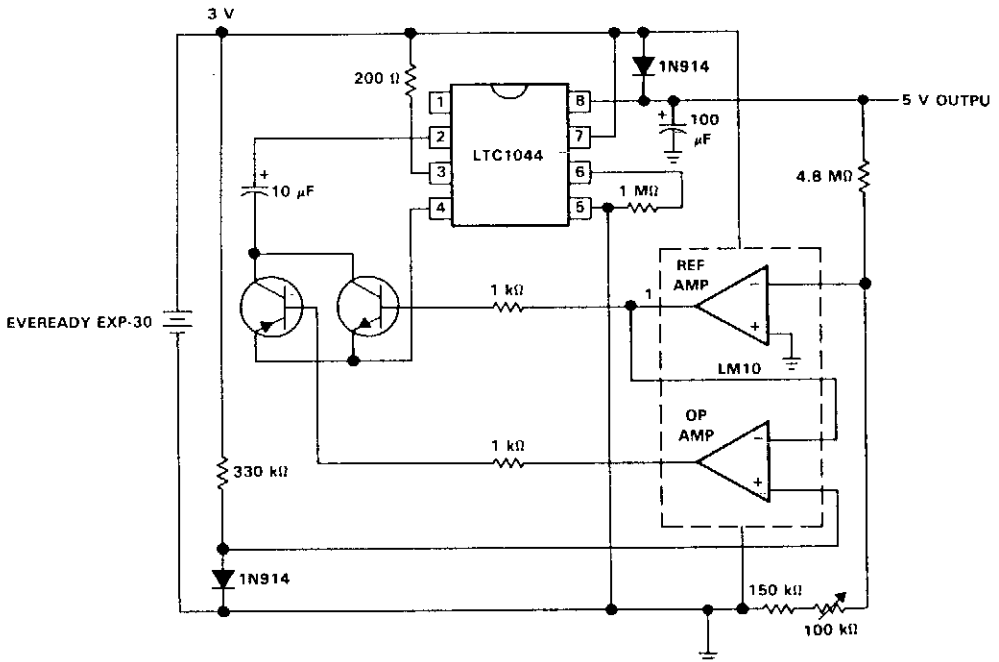 3 V
1N914
200 Ω
1
8
5 V OUTPU
+
100
μF
2
7
LTC1044
+
10 μF
3
6
1 MΩ
4.8 MΩ
4
5
REF
AMP
1 kΩ
1
−
+
EVEREADY EXP-30
LM10
OP
AMP
1 kΩ
−
+
330 kΩ
1N914
150 kΩ
100 kΩ